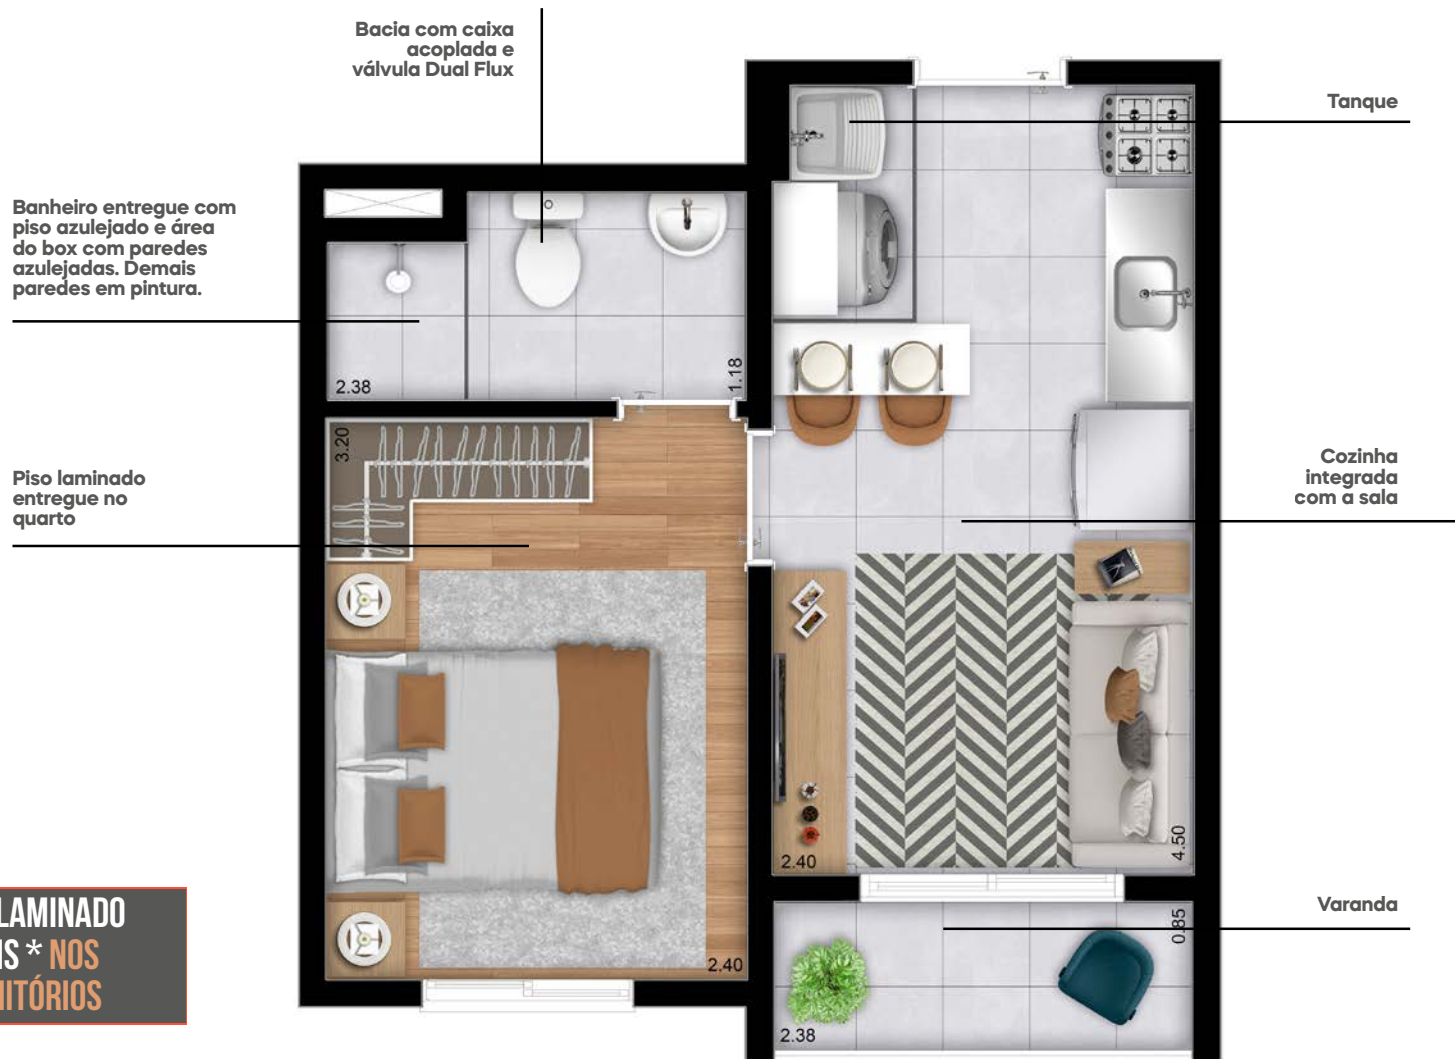 Bacia com caixa
acoplada e
válvula Dual Flux
Tanque
Banheiro entregue com
piso azulejado e área
do box com paredes
azulejadas. Demais
paredes em pintura.
2.38
1.18
3.20
Piso laminado
entregue no
quarto
Cozinha
integrada
com a sala
2.40
4.50
LAMINADO
IS * NOS
MITÓRIOS
2.40
0.85
Varanda
2.38